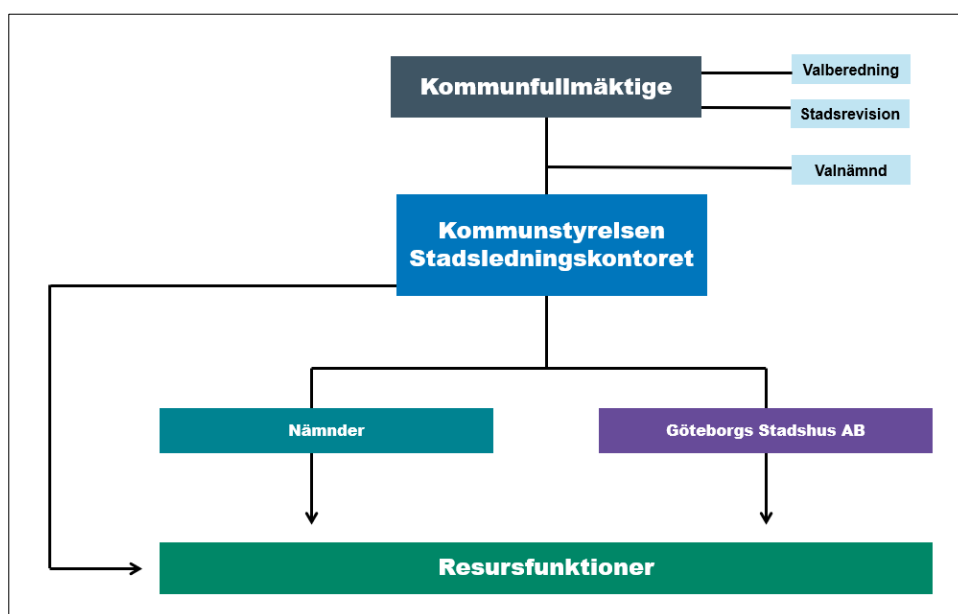 Kommunfullmäktige
Valberedning
Stadsrevision
Valnämnd
Kommunstyrelsen
Stadsledningskontoret
Nämnder
Göteborgs Stadshus AB
Resursfunktioner